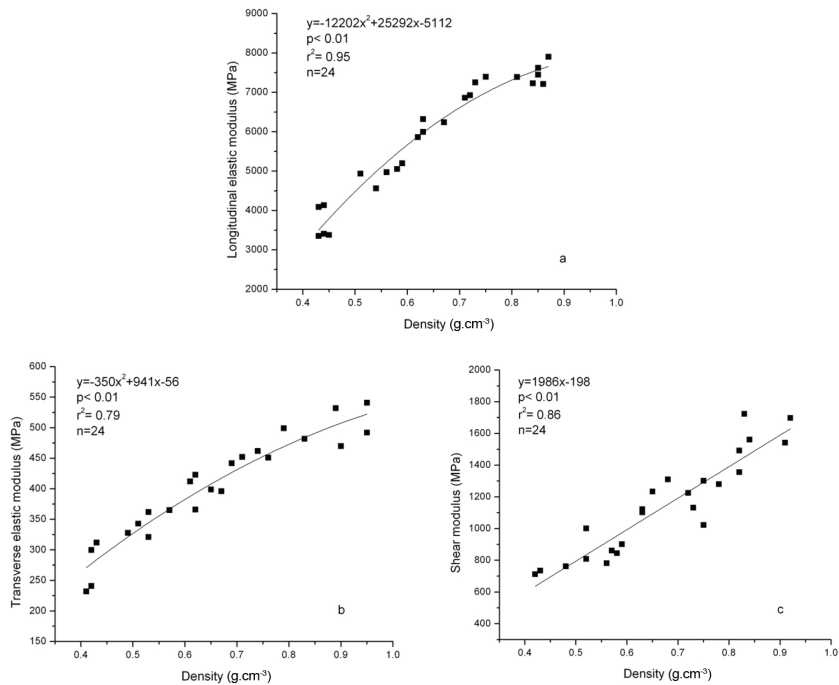 y=-12202x²+25292x-5112
p< 0.01
r²= 0.95
n=24
Longitudinal elastic modulus (MPa)
9000
8000
7000
6000
5000
4000
3000
2000
0.4 0.5 0.6 0.7 0.8 0.9 1.0
Density (g.cm⁻³)
a
y=-350x²+941x-56
p< 0.01
r²= 0.79
n=24
Transverse elastic modulus (MPa)
600
550
500
450
400
350
300
250
200
150
0.4 0.5 0.6 0.7 0.8 0.9 1.0
Density (g.cm⁻³)
b
y=1986x-198
p< 0.01
r²= 0.86
n=24
Shear modulus (MPa)
2000
1800
1600
1400
1200
1000
800
600
400
0.4 0.5 0.6 0.7 0.8 0.9 1.0
Density (g.cm⁻³)
c